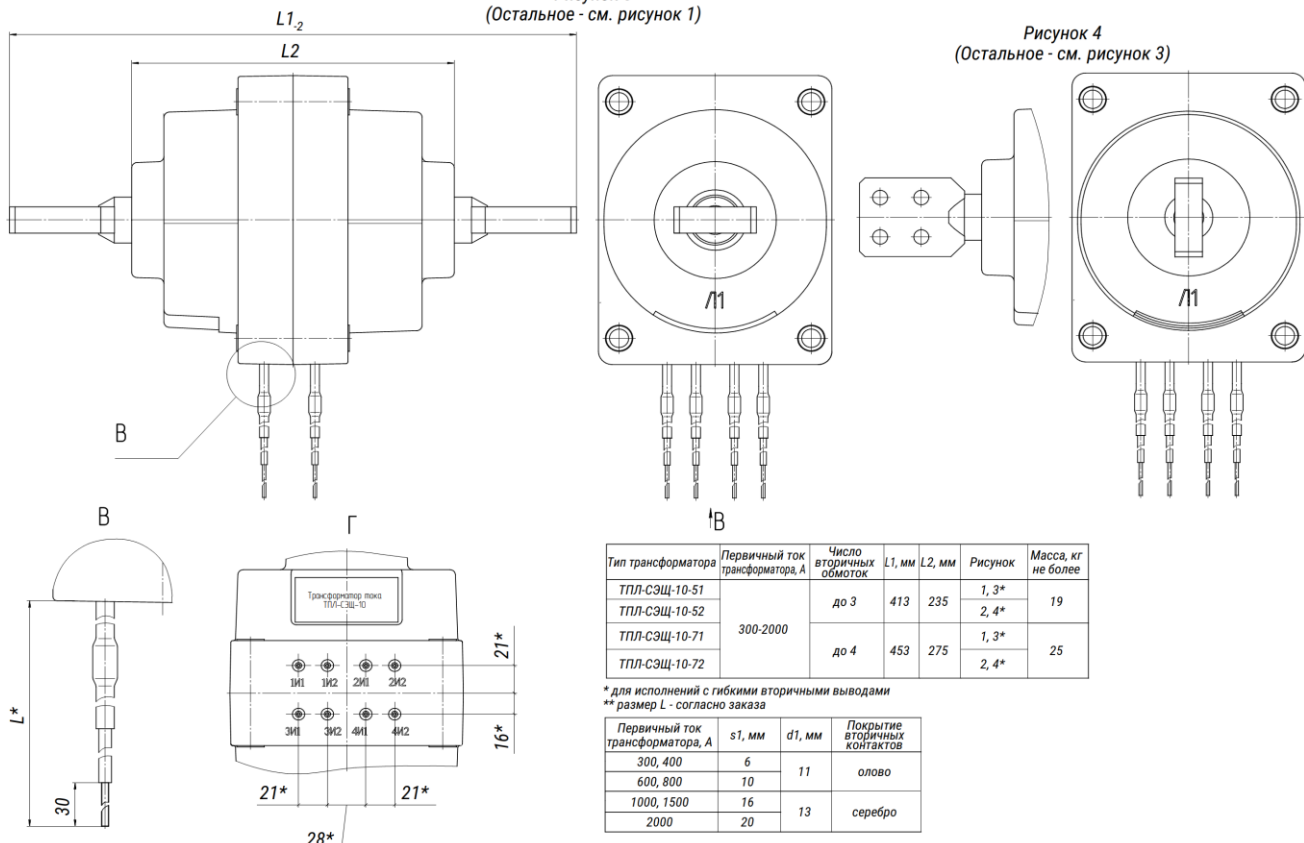 (Остальное - см. рисунок 1)
L1-2
L2
Рисунок 4
(Остальное - см. рисунок 3)
Л1
Л1
В
В
В
Г
L*
30
Трансформатор тока
ТПЛ-СЭЩ-10
1И1 1И2 2И1 2И2
3И1 3И2 4И1 4И2
21*
16*
21* 21*
28*
Тип трансформатора Первичный ток трансформатора, А Число вторичных обмоток L1, мм L2, мм Рисунок Масса, кг не более
ТПЛ-СЭЩ-10-51 300-2000 до 3 413 235 1, 3* 19
ТПЛ-СЭЩ-10-52 2, 4*
ТПЛ-СЭЩ-10-71 до 4 453 275 1, 3* 25
ТПЛ-СЭЩ-10-72 2, 4*
* для исполнений с гибкими вторичными выводами
** размер L - согласно заказа
Первичный ток трансформатора, А s1, мм d1, мм Покрытие вторичных контактов
300, 400 6 11 олово
600, 800 10
1000, 1500 16 13 серебро
2000 20